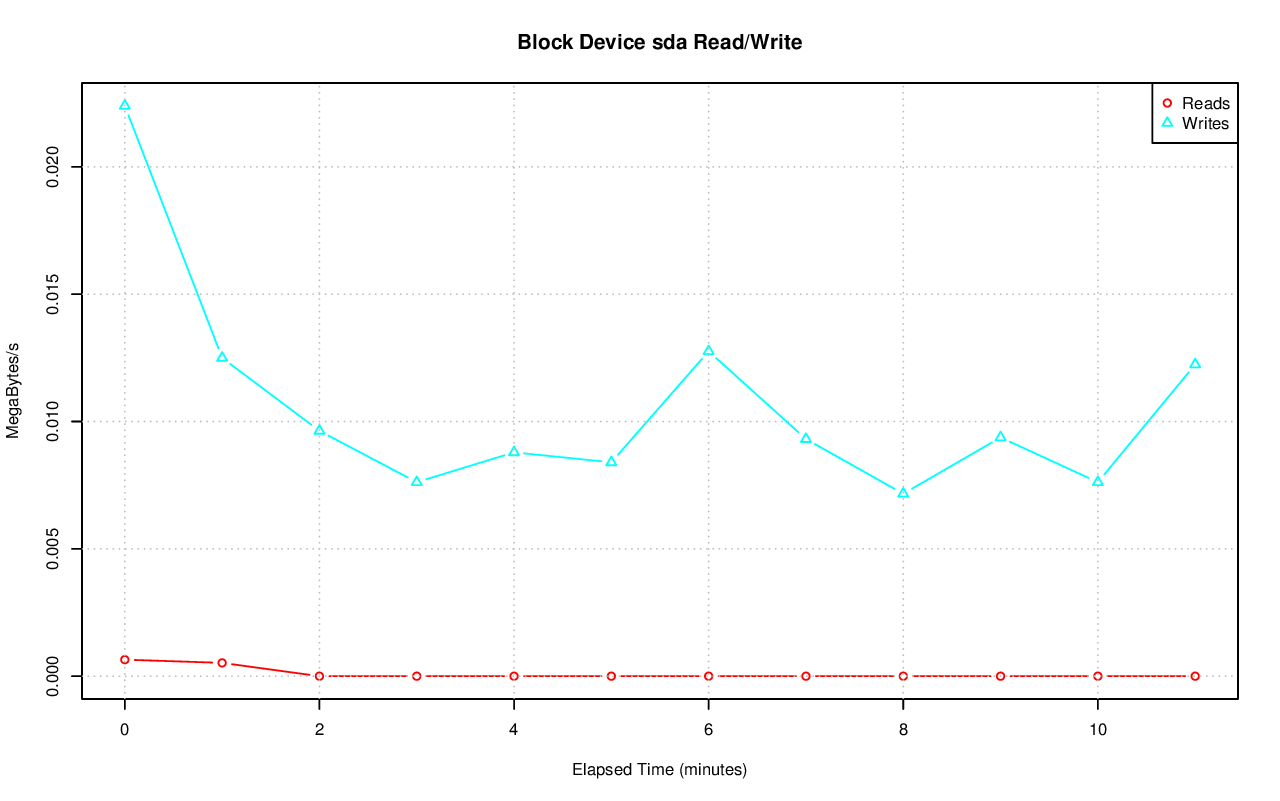 Block Device sda Read/Write
Reads
Writes
MegaBytes/s
0.020
0.015
0.010
0.005
0.000
0 2 4 6 8 10
Elapsed Time (minutes)